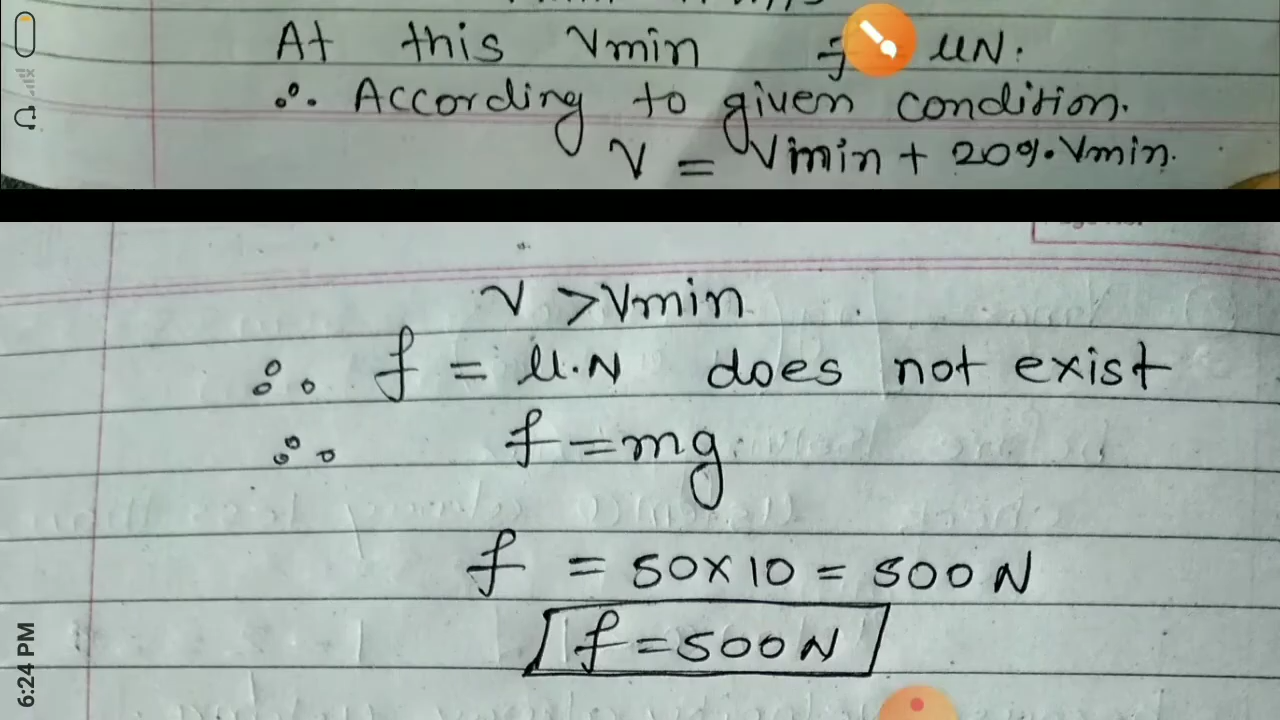 At this Vmin f μN.
∴ According to given condition.
V = Vmin + 20%. Vmin.
V > Vmin
∴ f = μ.N does not exist
∴ f = mg
f = 50 x 10 = 500 N
f = 500 N
6:24 PM